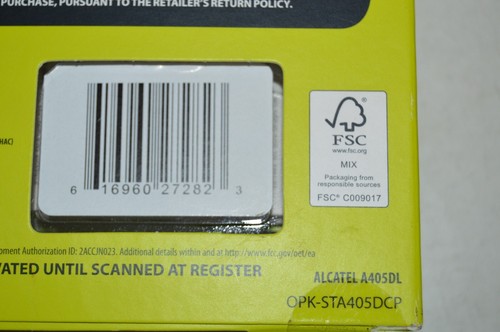 PURCHASE, PURSUANT TO THE RETAILER'S RETURN POLICY.
HAC)
6 16960 27282 3
FSC
www.fsc.org
MIX
Packaging from
responsible sources
FSC® C009017
opment Authorization ID: 2ACCJN023. Additional details within and at http://www.fcc.gov/oet/ea
VATED UNTIL SCANNED AT REGISTER
ALCATEL A405DL
OPK-STA405DCP